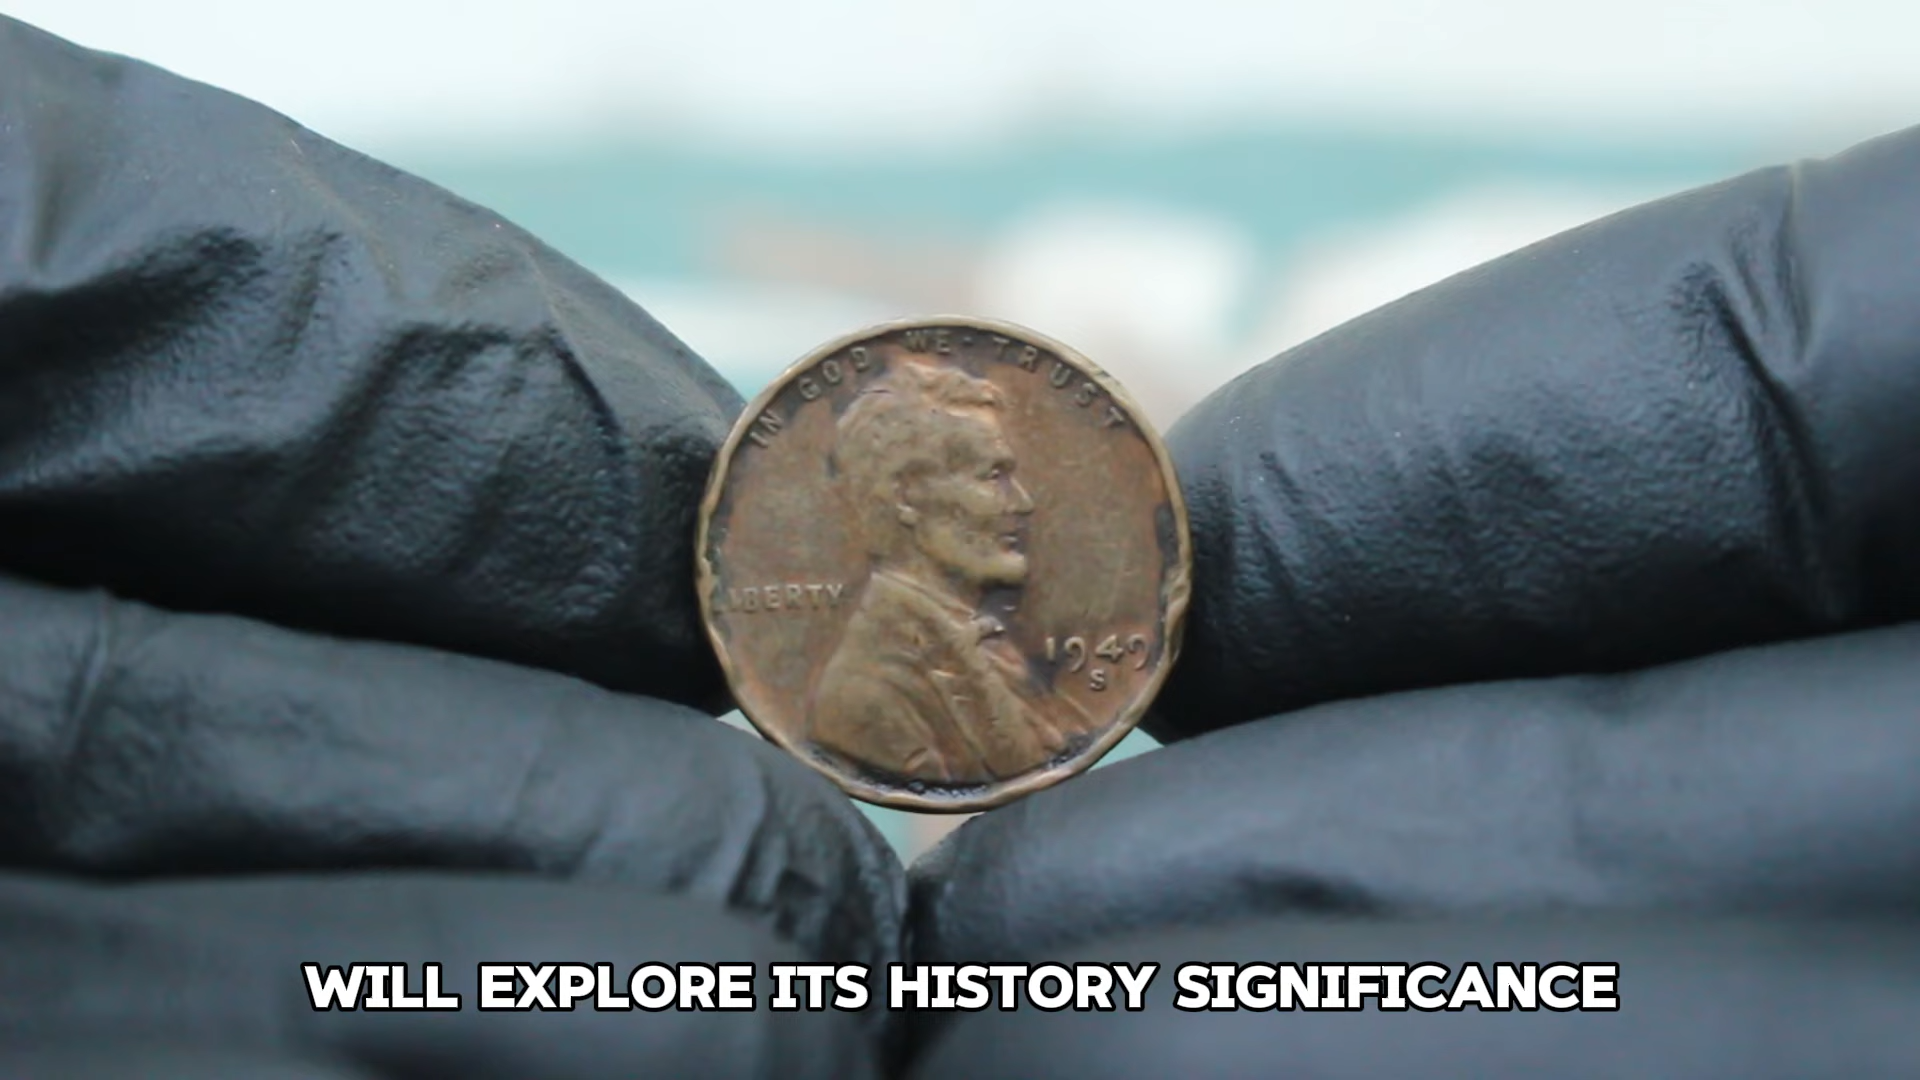 IN GOD WE TRUST
LIBERTY
1949
S
WILL EXPLORE ITS HISTORY SIGNIFICANCE